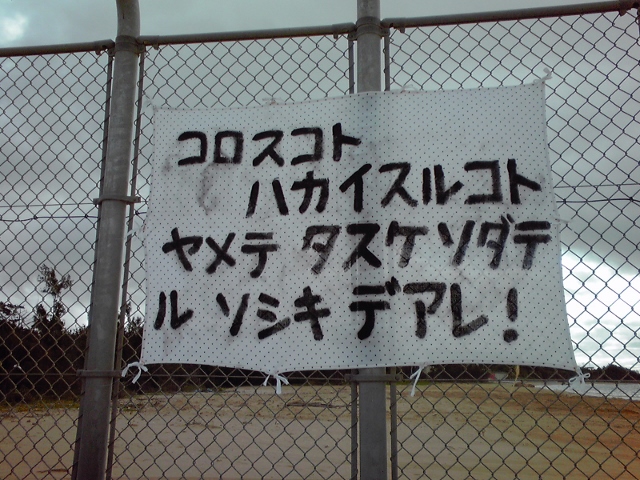 コロスコト
ハカイスルコト
ヤメテ タスケ ソダテ
ル ソシキ デアレ!